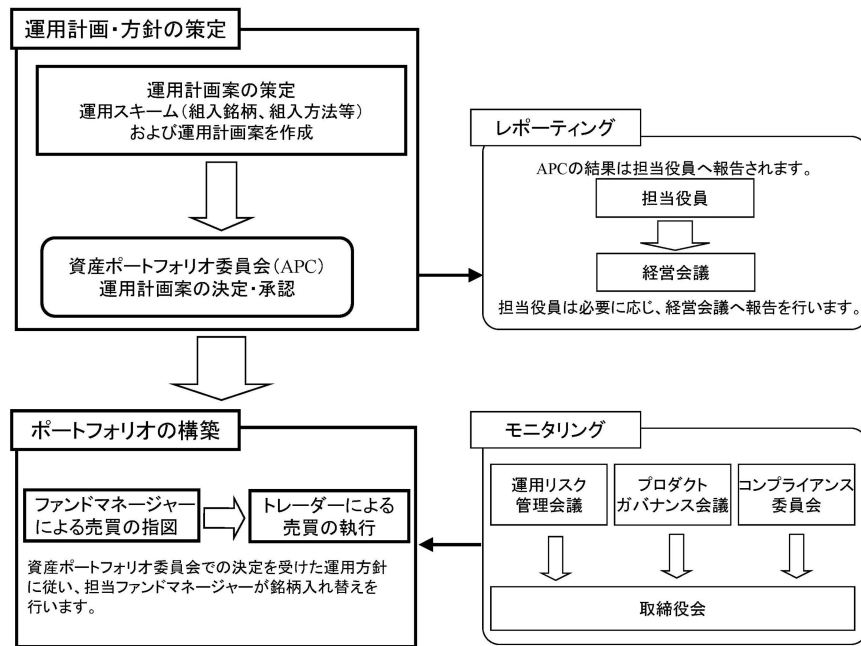 運用計画・方針の策定
運用計画案の策定
運用スキーム（組入銘柄、組入方法等）
および運用計画案を作成
資産ポートフォリオ委員会（APC）
運用計画案の決定・承認
レポーティング
APCの結果は担当役員へ報告されます。
担当役員
経営会議
担当役員は必要に応じ、経営会議へ報告を行います。
ポートフォリオの構築
ファンドマネージャー
による売買の指図
トレーダーによる
売買の執行
資産ポートフォリオ委員会での決定を受けた運用方針
に従い、担当ファンドマネージャーが銘柄入れ替えを
行います。
モニタリング
運用リスク
管理会議
プロダクト
ガバナンス会議
コンプライアンス
委員会
取締役会